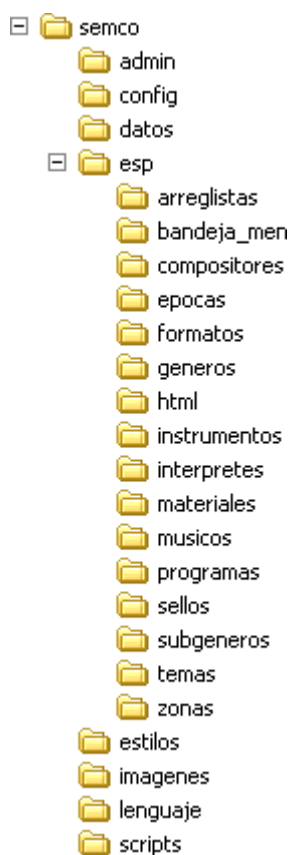 semco
admin
config
datos
esp
arreglistas
bandeja_men
compositores
epocas
formatos
generos
html
instrumentos
interpretes
materiales
musicos
programas
sellos
subgeneros
temas
zonas
estilos
imagenes
lenguaje
scripts